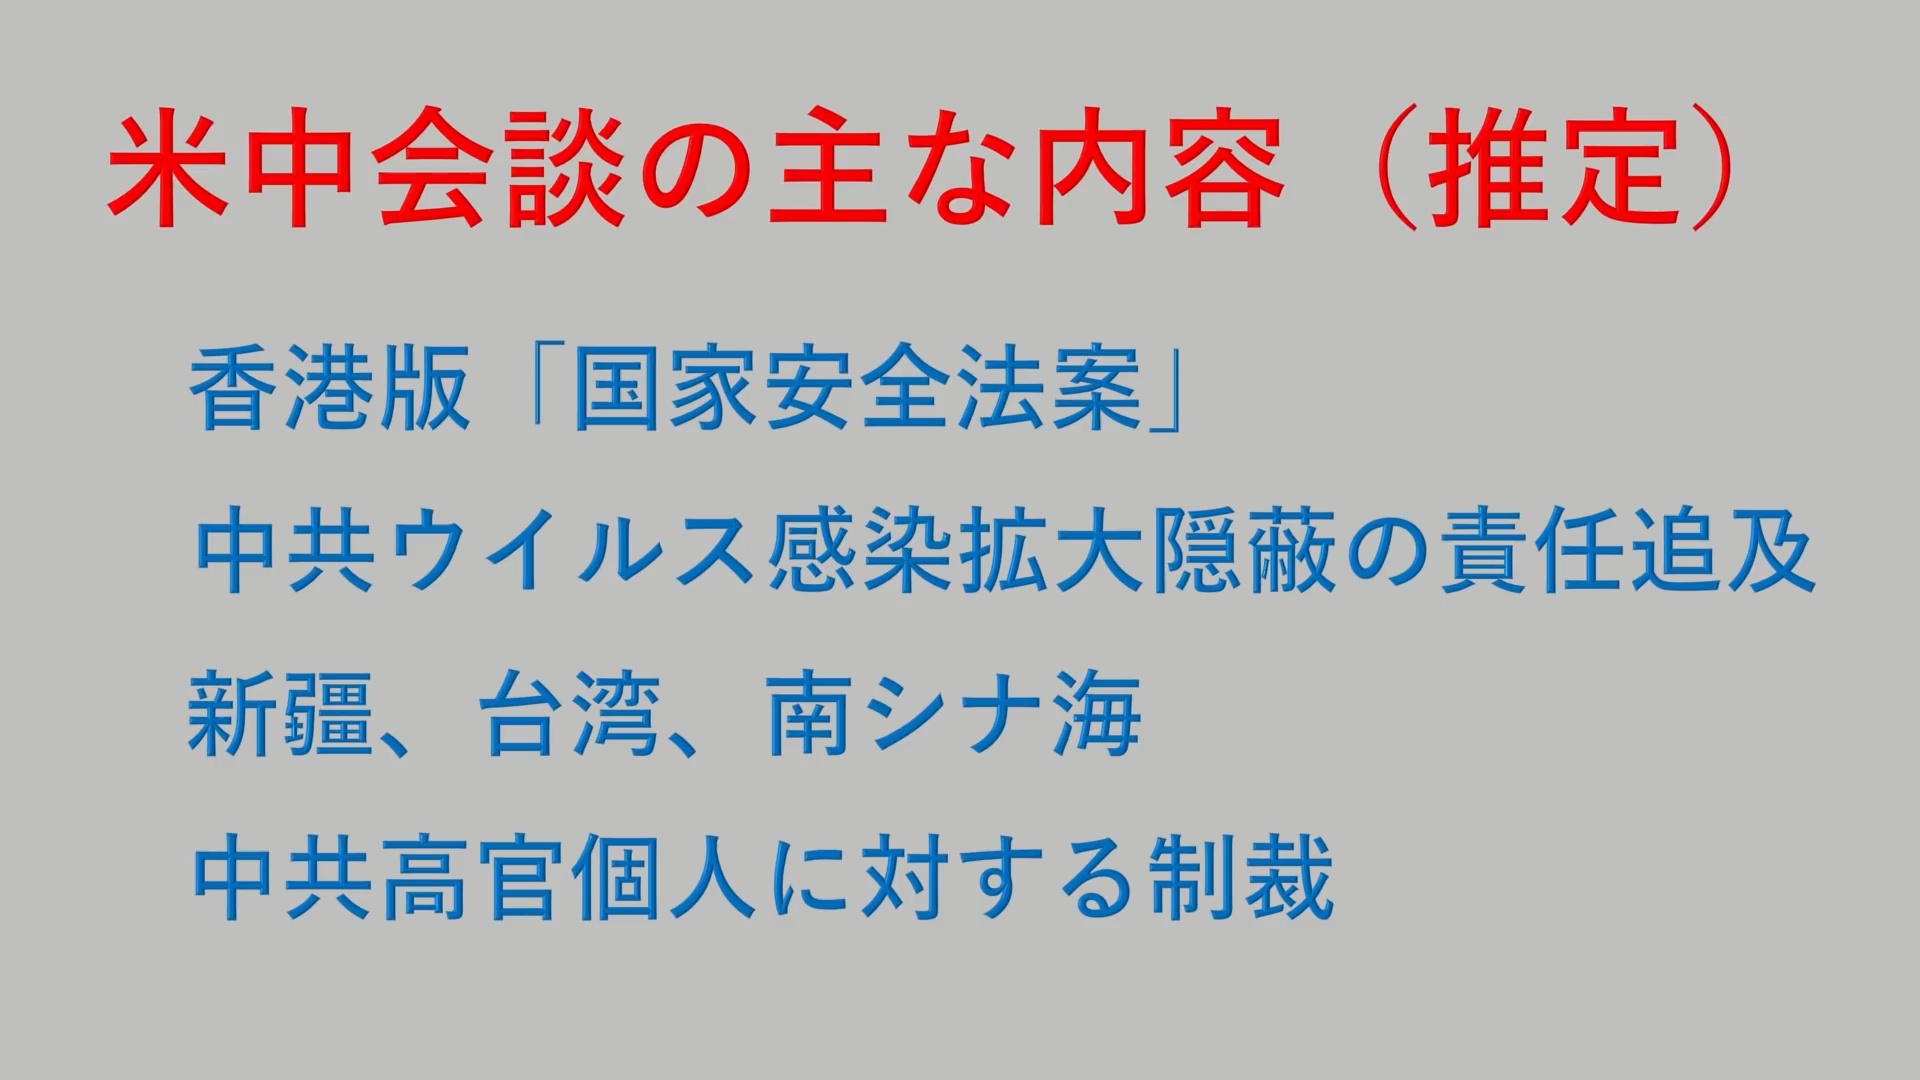 米中会談の主な内容（推定）
香港版「国家安全法案」
中共ウイルス感染拡大隠蔽の責任追及
新疆、台湾、南シナ海
中共高官個人に対する制裁